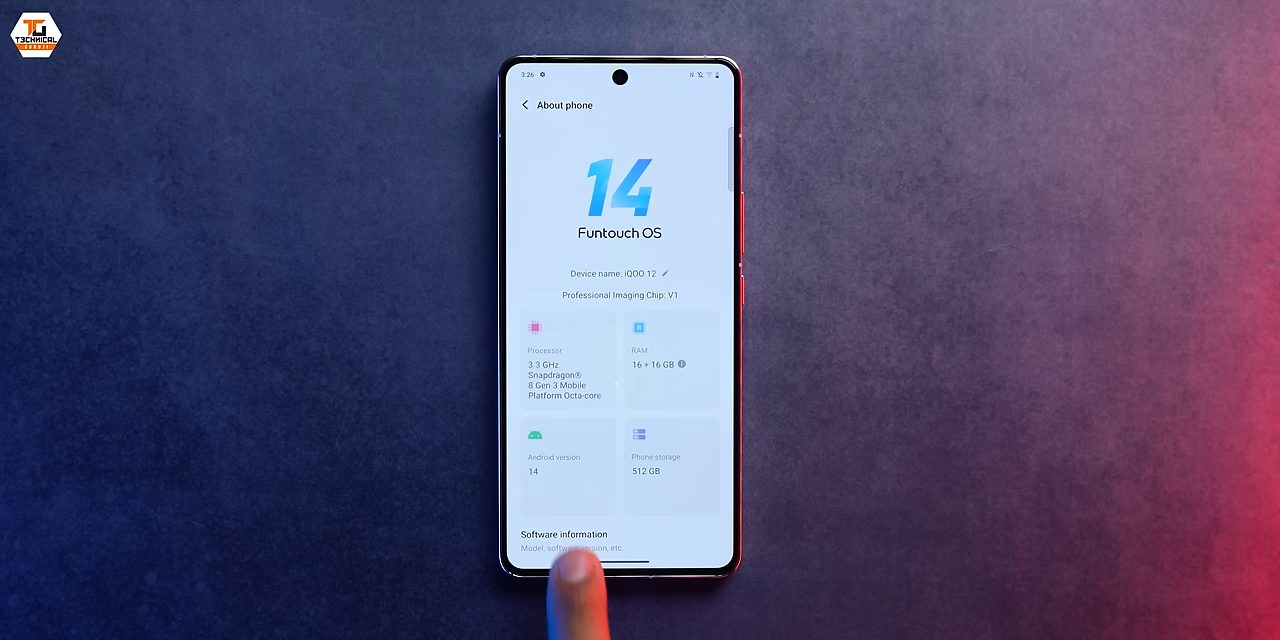 TG
TECHNICAL
GURUJI
3:26
About phone
14
Funtouch OS
Device name: iQOO 12
Professional Imaging Chip: V1
Processor
3.3 GHz
Snapdragon®
8 Gen 3 Mobile
Platform Octa-core
RAM
16 + 16 GB
Android version
14
Phone storage
512 GB
Software information
Model, software version, etc.